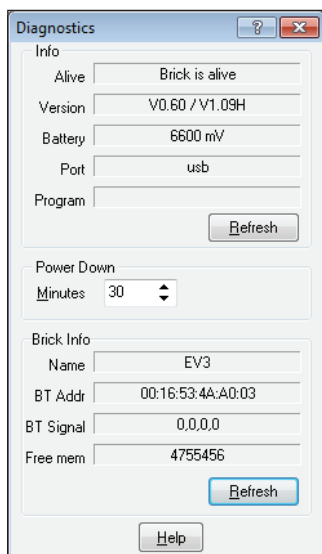 Diagnostics
Info
Alive Brick is alive
Version V0.60 / V1.09H
Battery 6600 mV
Port usb
Program
Refresh
Power Down
Minutes 30
Brick Info
Name EV3
BT Addr 00:16:53:4A:A0:03
BT Signal 0,0,0,0
Free mem 4755456
Refresh
Help